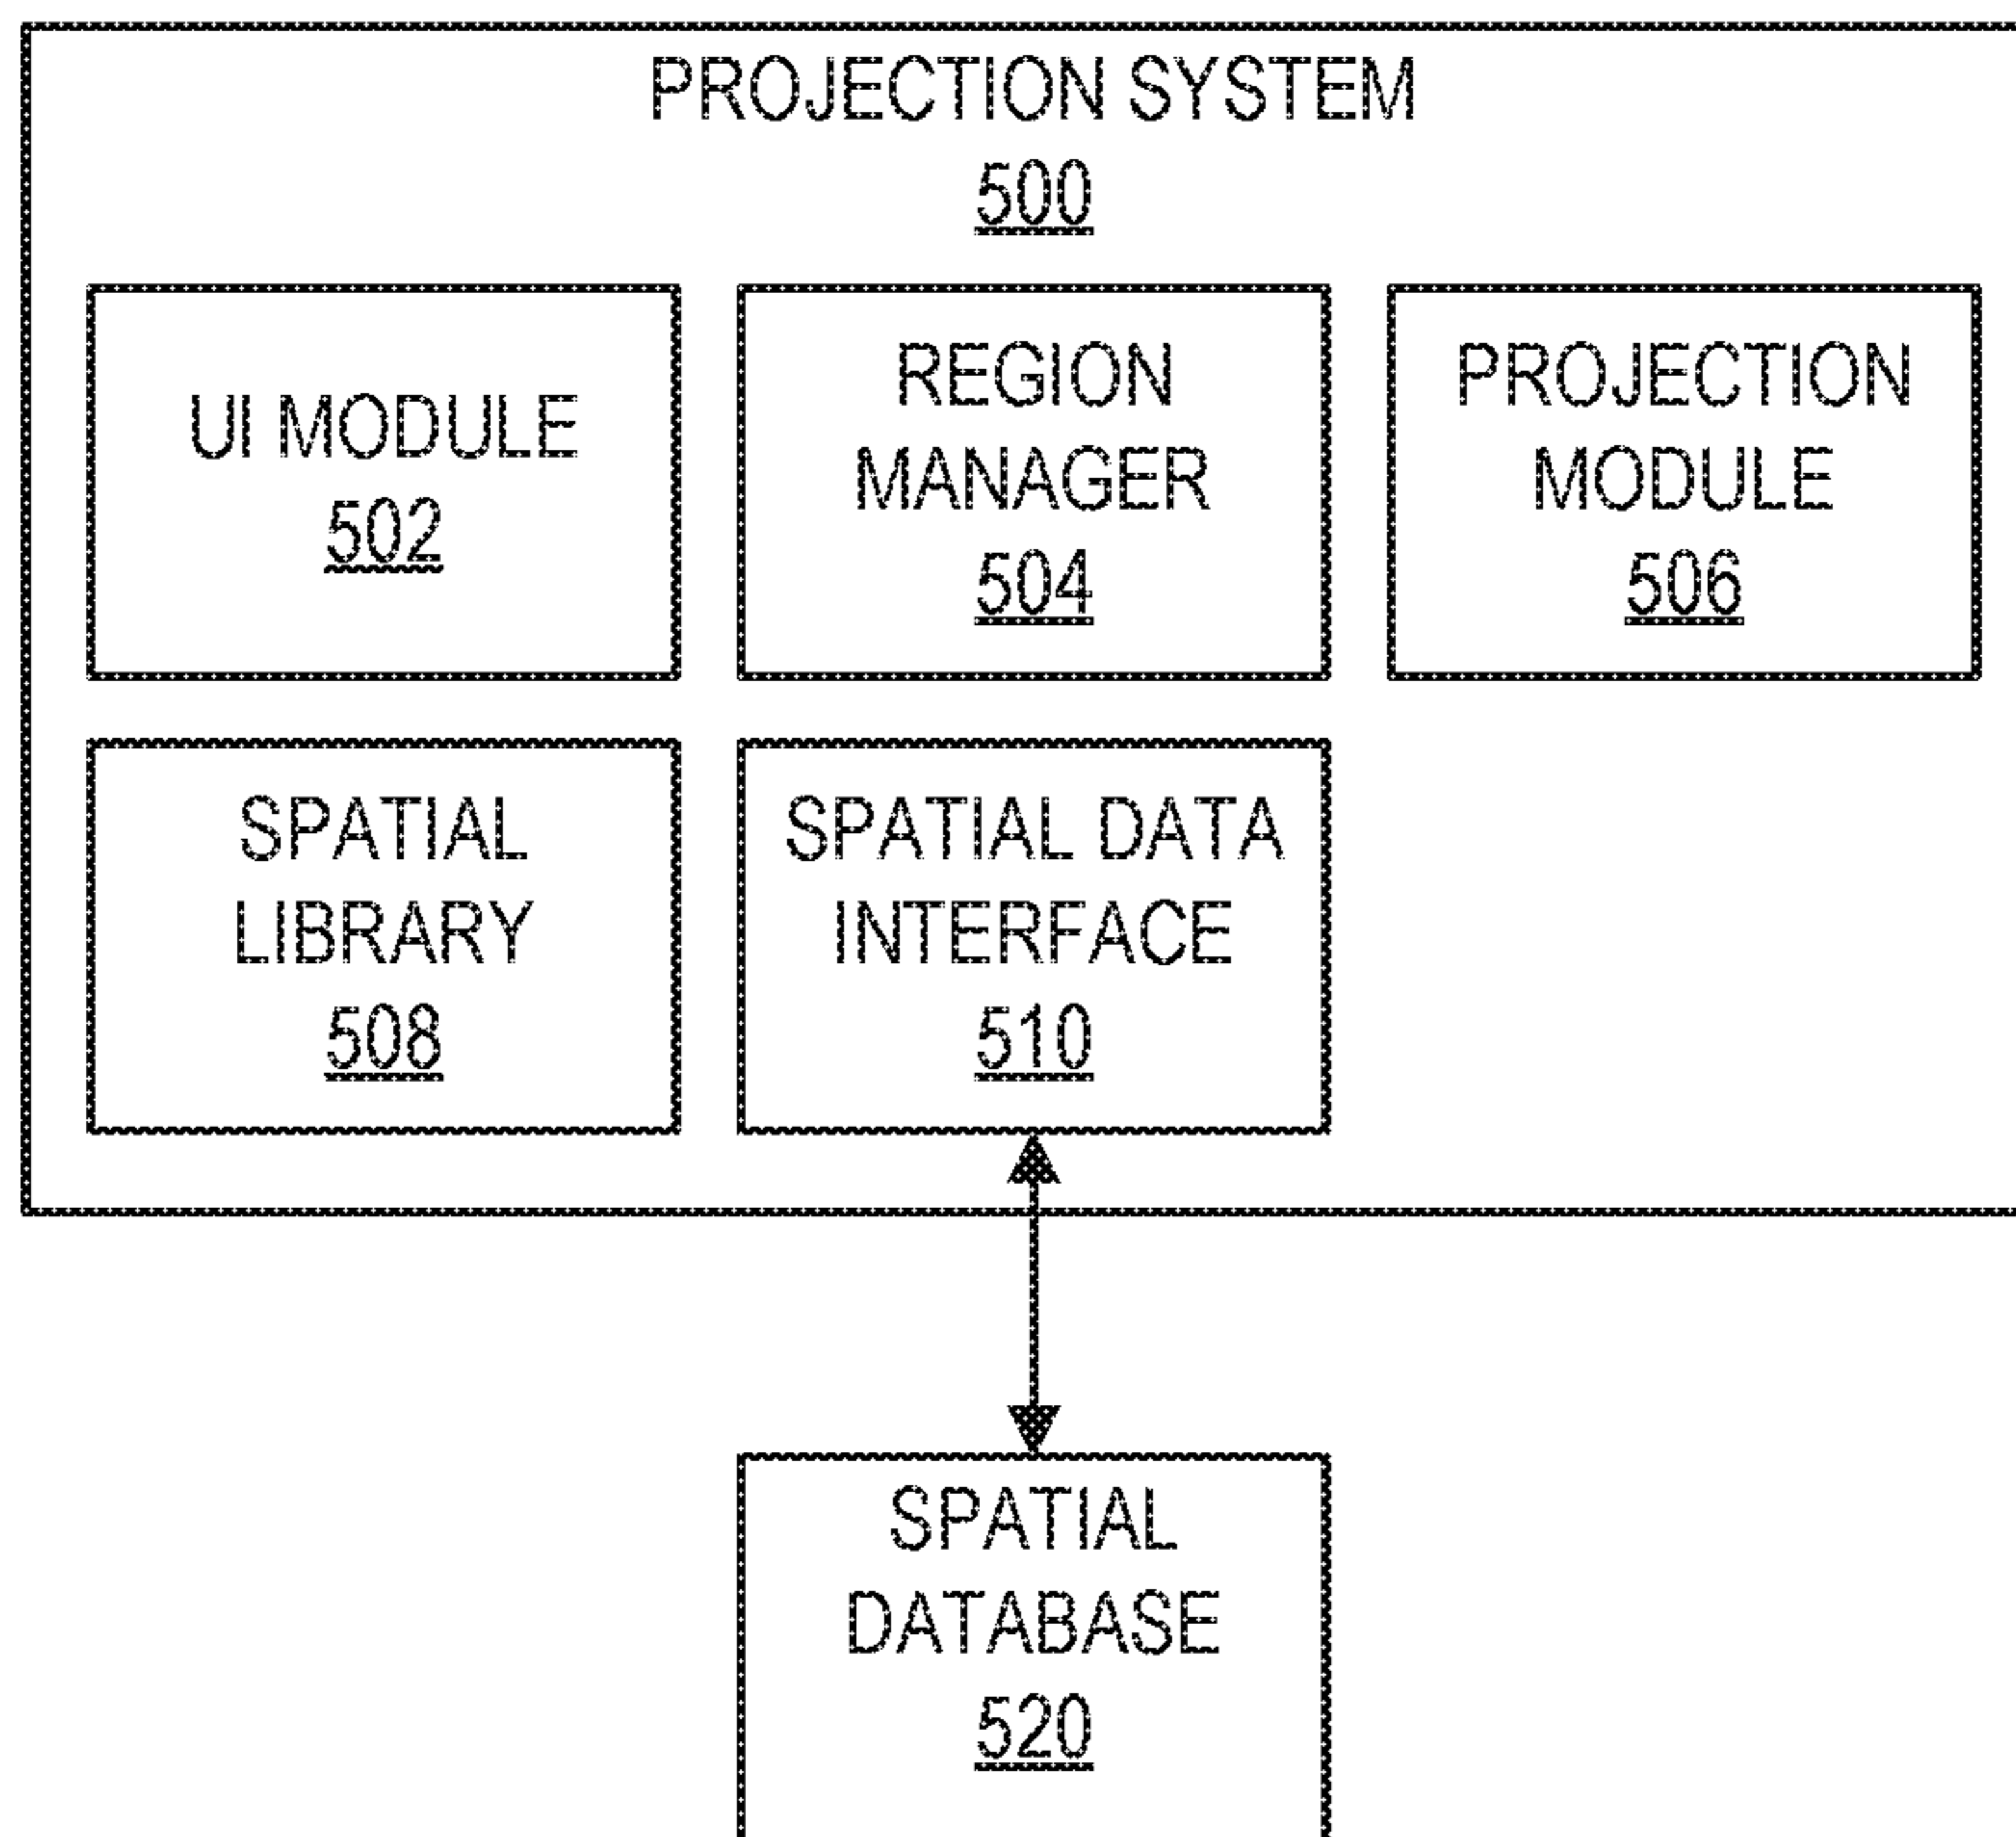 PROJECTION SYSTEM
500
UI MODULE
502
REGION
MANAGER
504
PROJECTION
MODULE
506
SPATIAL
LIBRARY
508
SPATIAL DATA
INTERFACE
510
SPATIAL
DATABASE
520